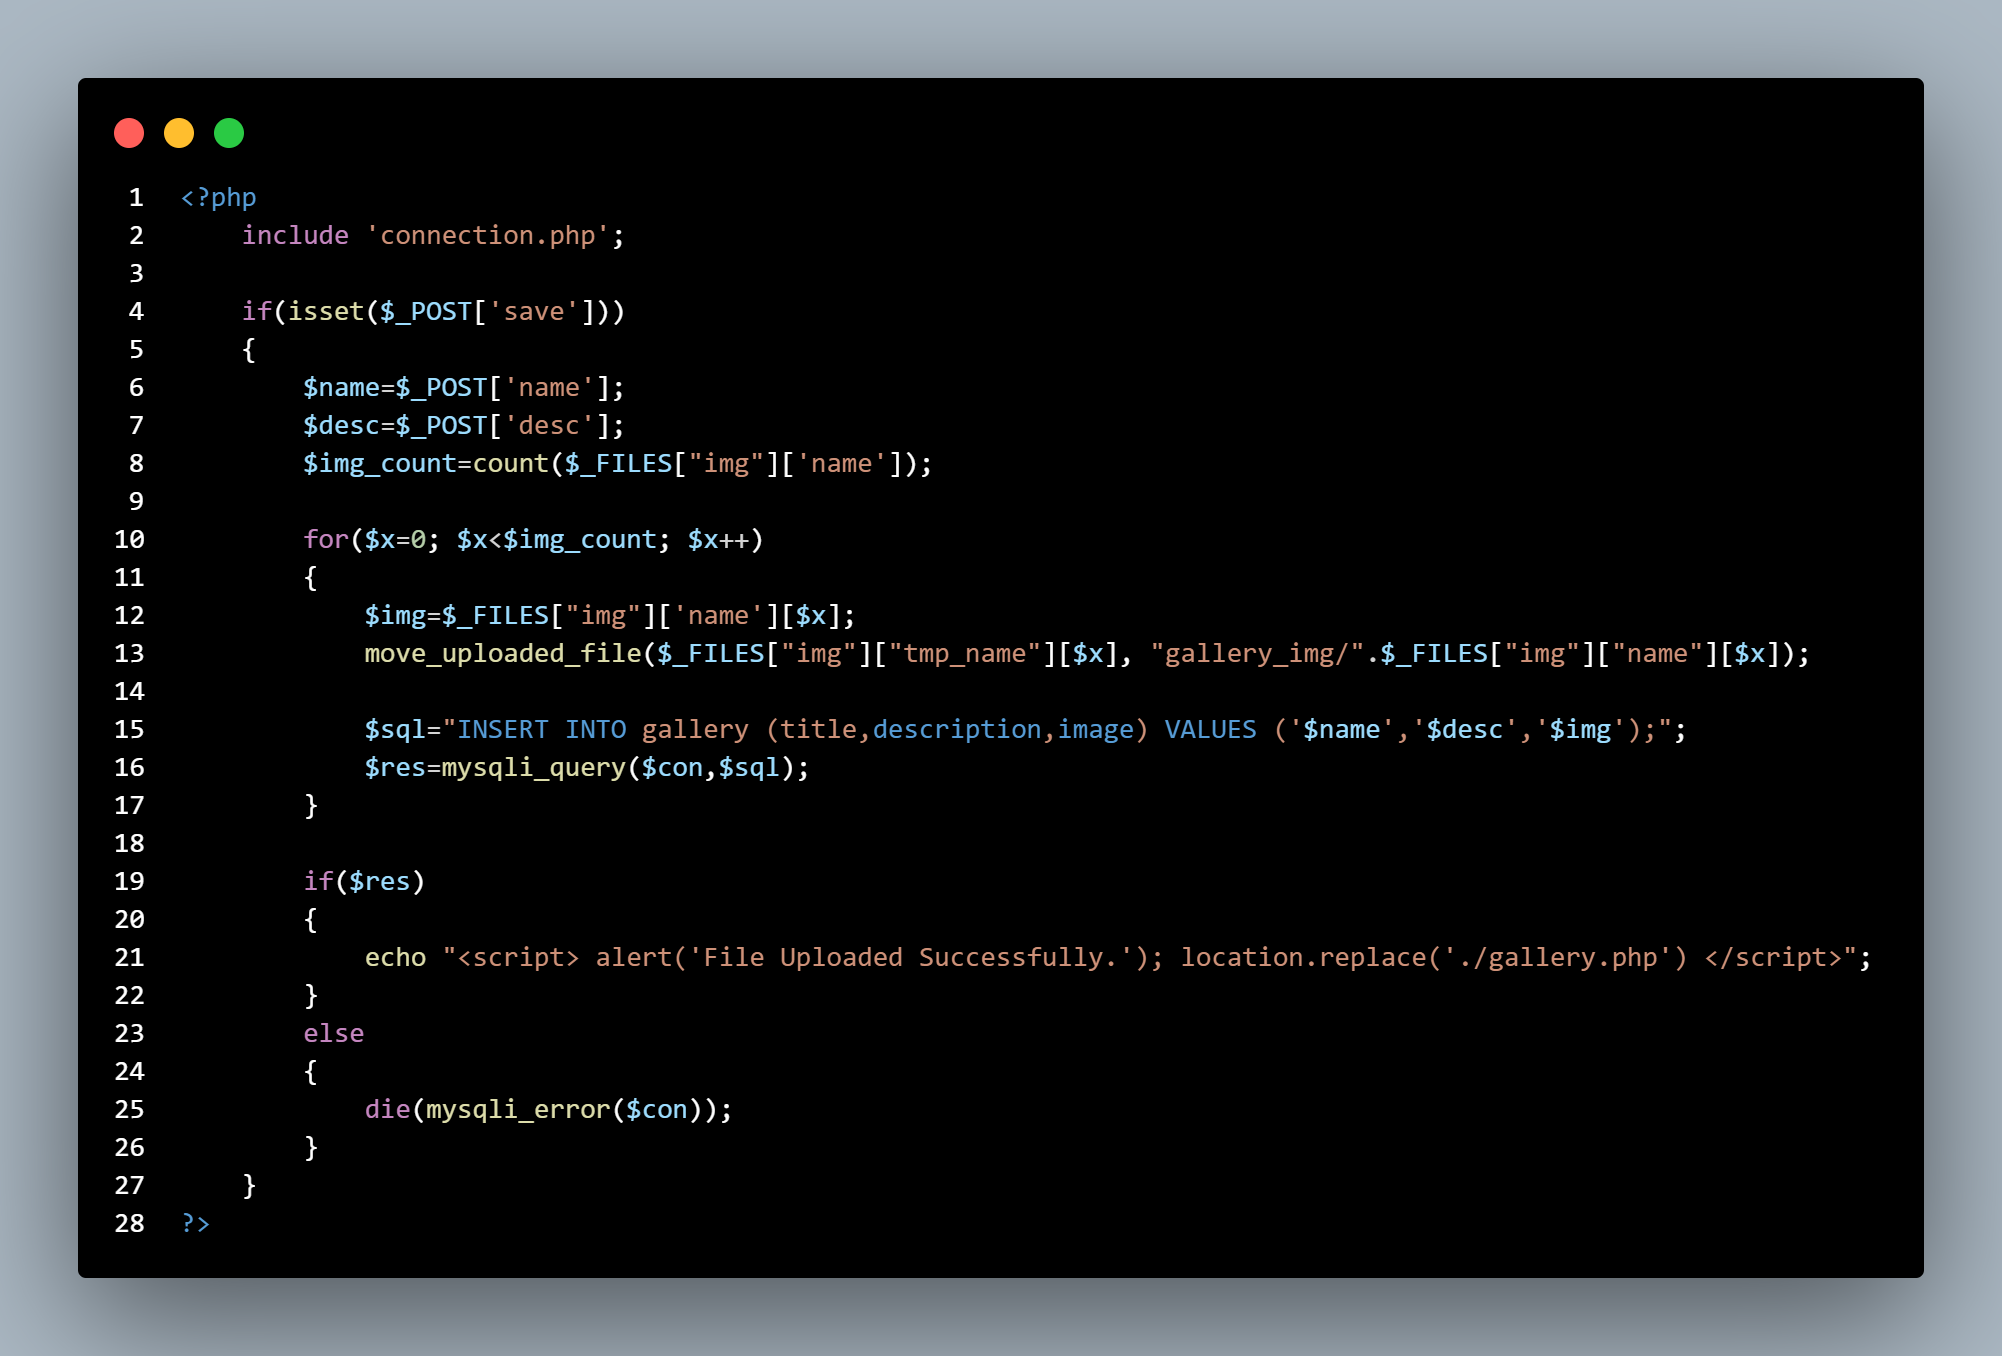 1 <?php
2 include 'connection.php';
3
4 if(isset($_POST['save']))
5 {
6 $name=$_POST['name'];
7 $desc=$_POST['desc'];
8 $img_count=count($_FILES["img"]['name']);
9
10 for($x=0; $x<$img_count; $x++)
11 {
12 $img=$_FILES["img"]['name'][$x];
13 move_uploaded_file($_FILES["img"]["tmp_name"][$x], "gallery_img/".$_FILES["img"]["name"][$x]);
14
15 $sql="INSERT INTO gallery (title,description,image) VALUES ('$name','$desc','$img');";
16 $res=mysqli_query($con,$sql);
17 }
18
19 if($res)
20 {
21 echo "<script> alert('File Uploaded Successfully.'); location.replace('./gallery.php') </script>";
22 }
23 else
24 {
25 die(mysqli_error($con));
26 }
27 }
28 ?>